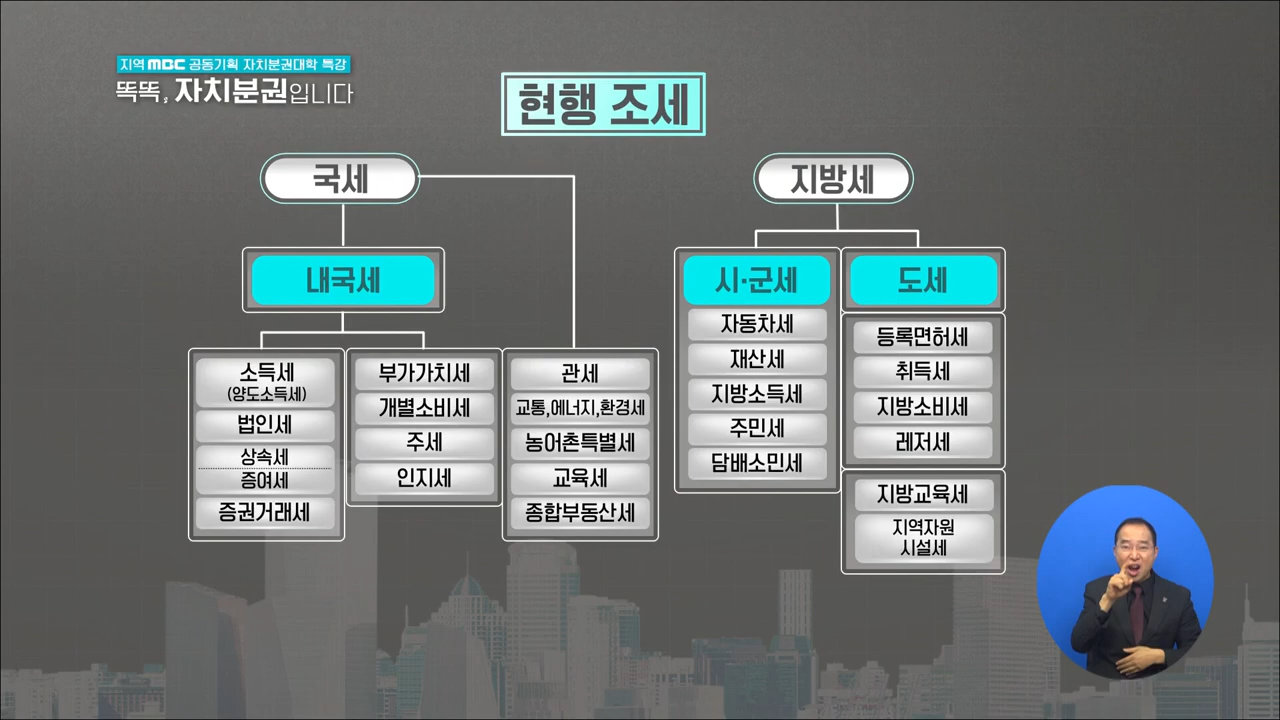 지역 MBC 공동기획 자치분권대학 특강
똑똑, 자치분권입니다
현행 조세
국세
지방세
내국세
시·군세
도세
소득세
(양도소득세)
법인세
상속세
증여세
증권거래세
부가가치세
개별소비세
주세
인지세
관세
교통,에너지,환경세
농어촌특별세
교육세
종합부동산세
자동차세
재산세
지방소득세
주민세
담배소민세
등록면허세
취득세
지방소비세
레저세
지방교육세
지역자원
시설세